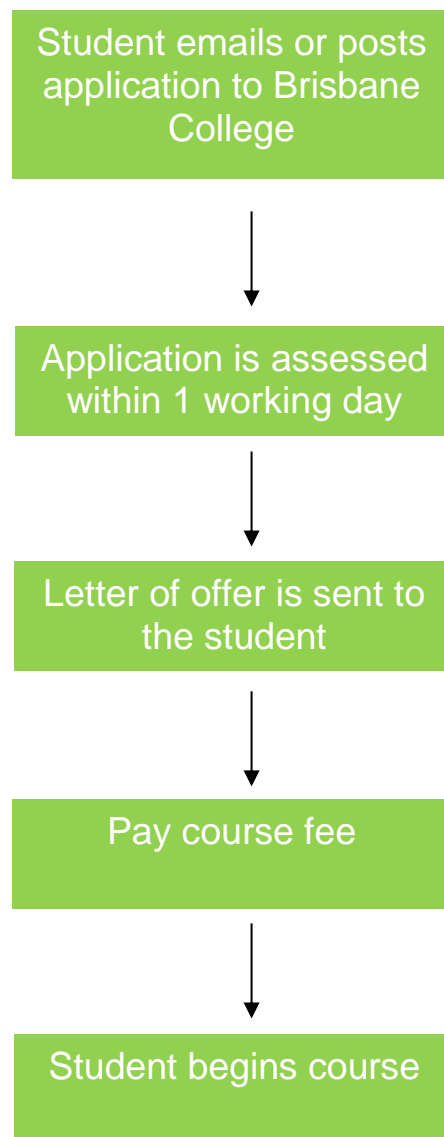 Student emails or posts
application to Brisbane
College
Application is assessed
within 1 working day
Letter of offer is sent to
the student
Pay course fee
Student begins course